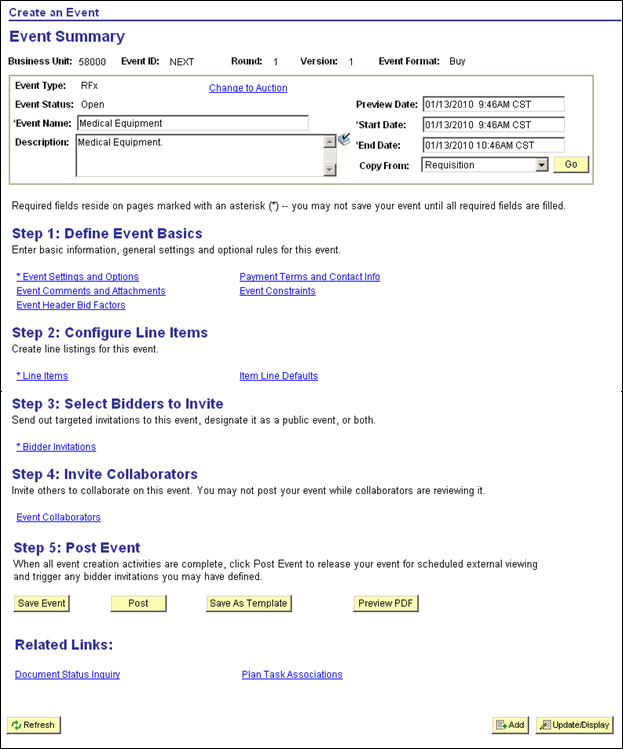 Create an Event
Event Summary
Business Unit: 58000 Event ID: NEXT Round: 1 Version: 1 Event Format: Buy
Event Type: RFx Change to Auction
Event Status: Open Preview Date: 01/13/2010 9:46AM CST
*Event Name: Medical Equipment *Start Date: 01/13/2010 9:46AM CST
Description: Medical Equipment. *End Date: 01/13/2010 10:46AM CST
Copy From: Requisition Go
Required fields reside on pages marked with an asterisk (*) -- you may not save your event until all required fields are filled.
Step 1: Define Event Basics
Enter basic information, general settings and optional rules for this event.
* Event Settings and Options Payment Terms and Contact Info
Event Comments and Attachments Event Constraints
Event Header Bid Factors
Step 2: Configure Line Items
Create line listings for this event.
* Line Items Item Line Defaults
Step 3: Select Bidders to Invite
Send out targeted invitations to this event, designate it as a public event, or both.
* Bidder Invitations
Step 4: Invite Collaborators
Invite others to collaborate on this event. You may not post your event while collaborators are reviewing it.
Event Collaborators
Step 5: Post Event
When all event creation activities are complete, click Post Event to release your event for scheduled external viewing
and trigger any bidder invitations you may have defined.
Save Event Post Save As Template Preview PDF
Related Links:
Document Status Inquiry Plan Task Associations
Refresh Add Update/Display